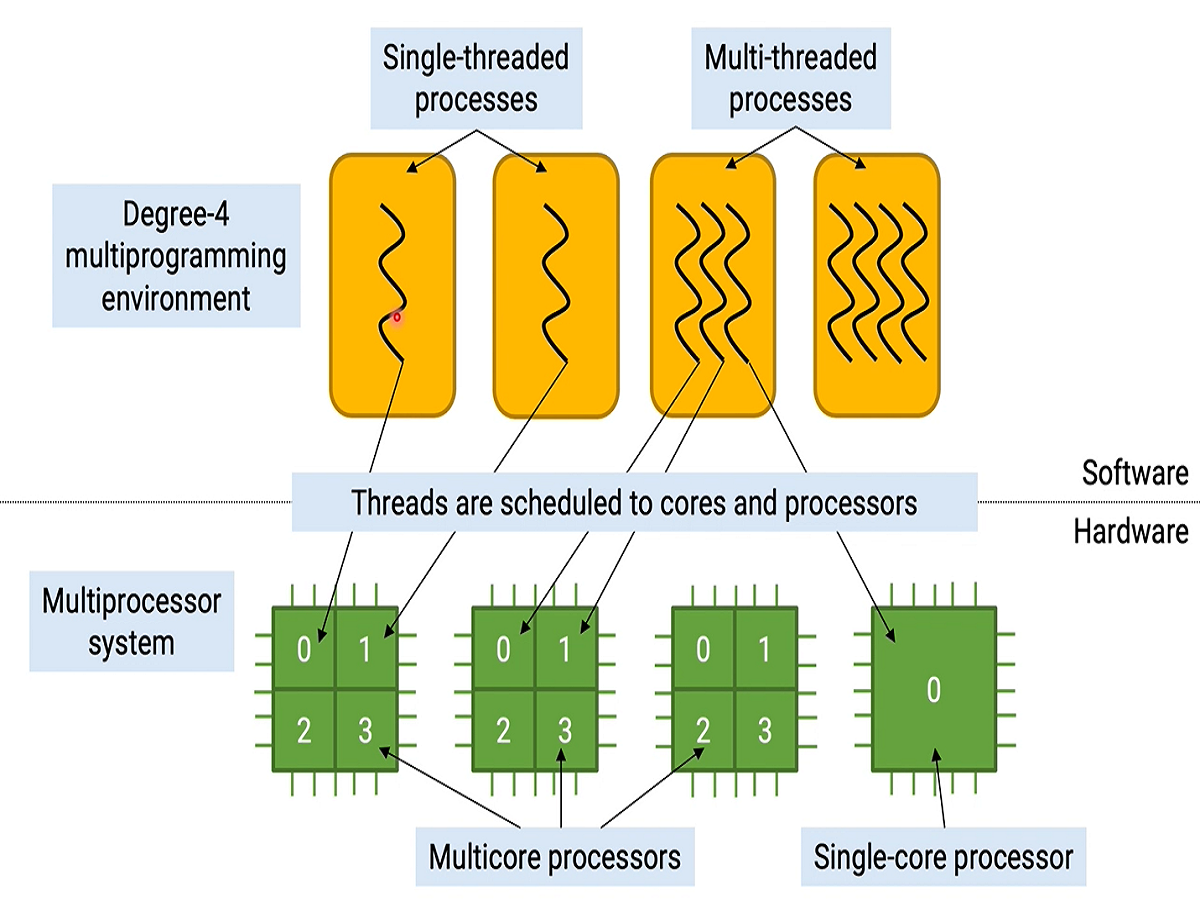 Single-threaded
processes
Multi-threaded
processes
Degree-4
multiprogramming
environment
Software
Threads are scheduled to cores and processors
Hardware
Multiprocessor
system
0 1
2 3
0 1
2 3
0 1
2 3
0
Multicore processors
Single-core processor